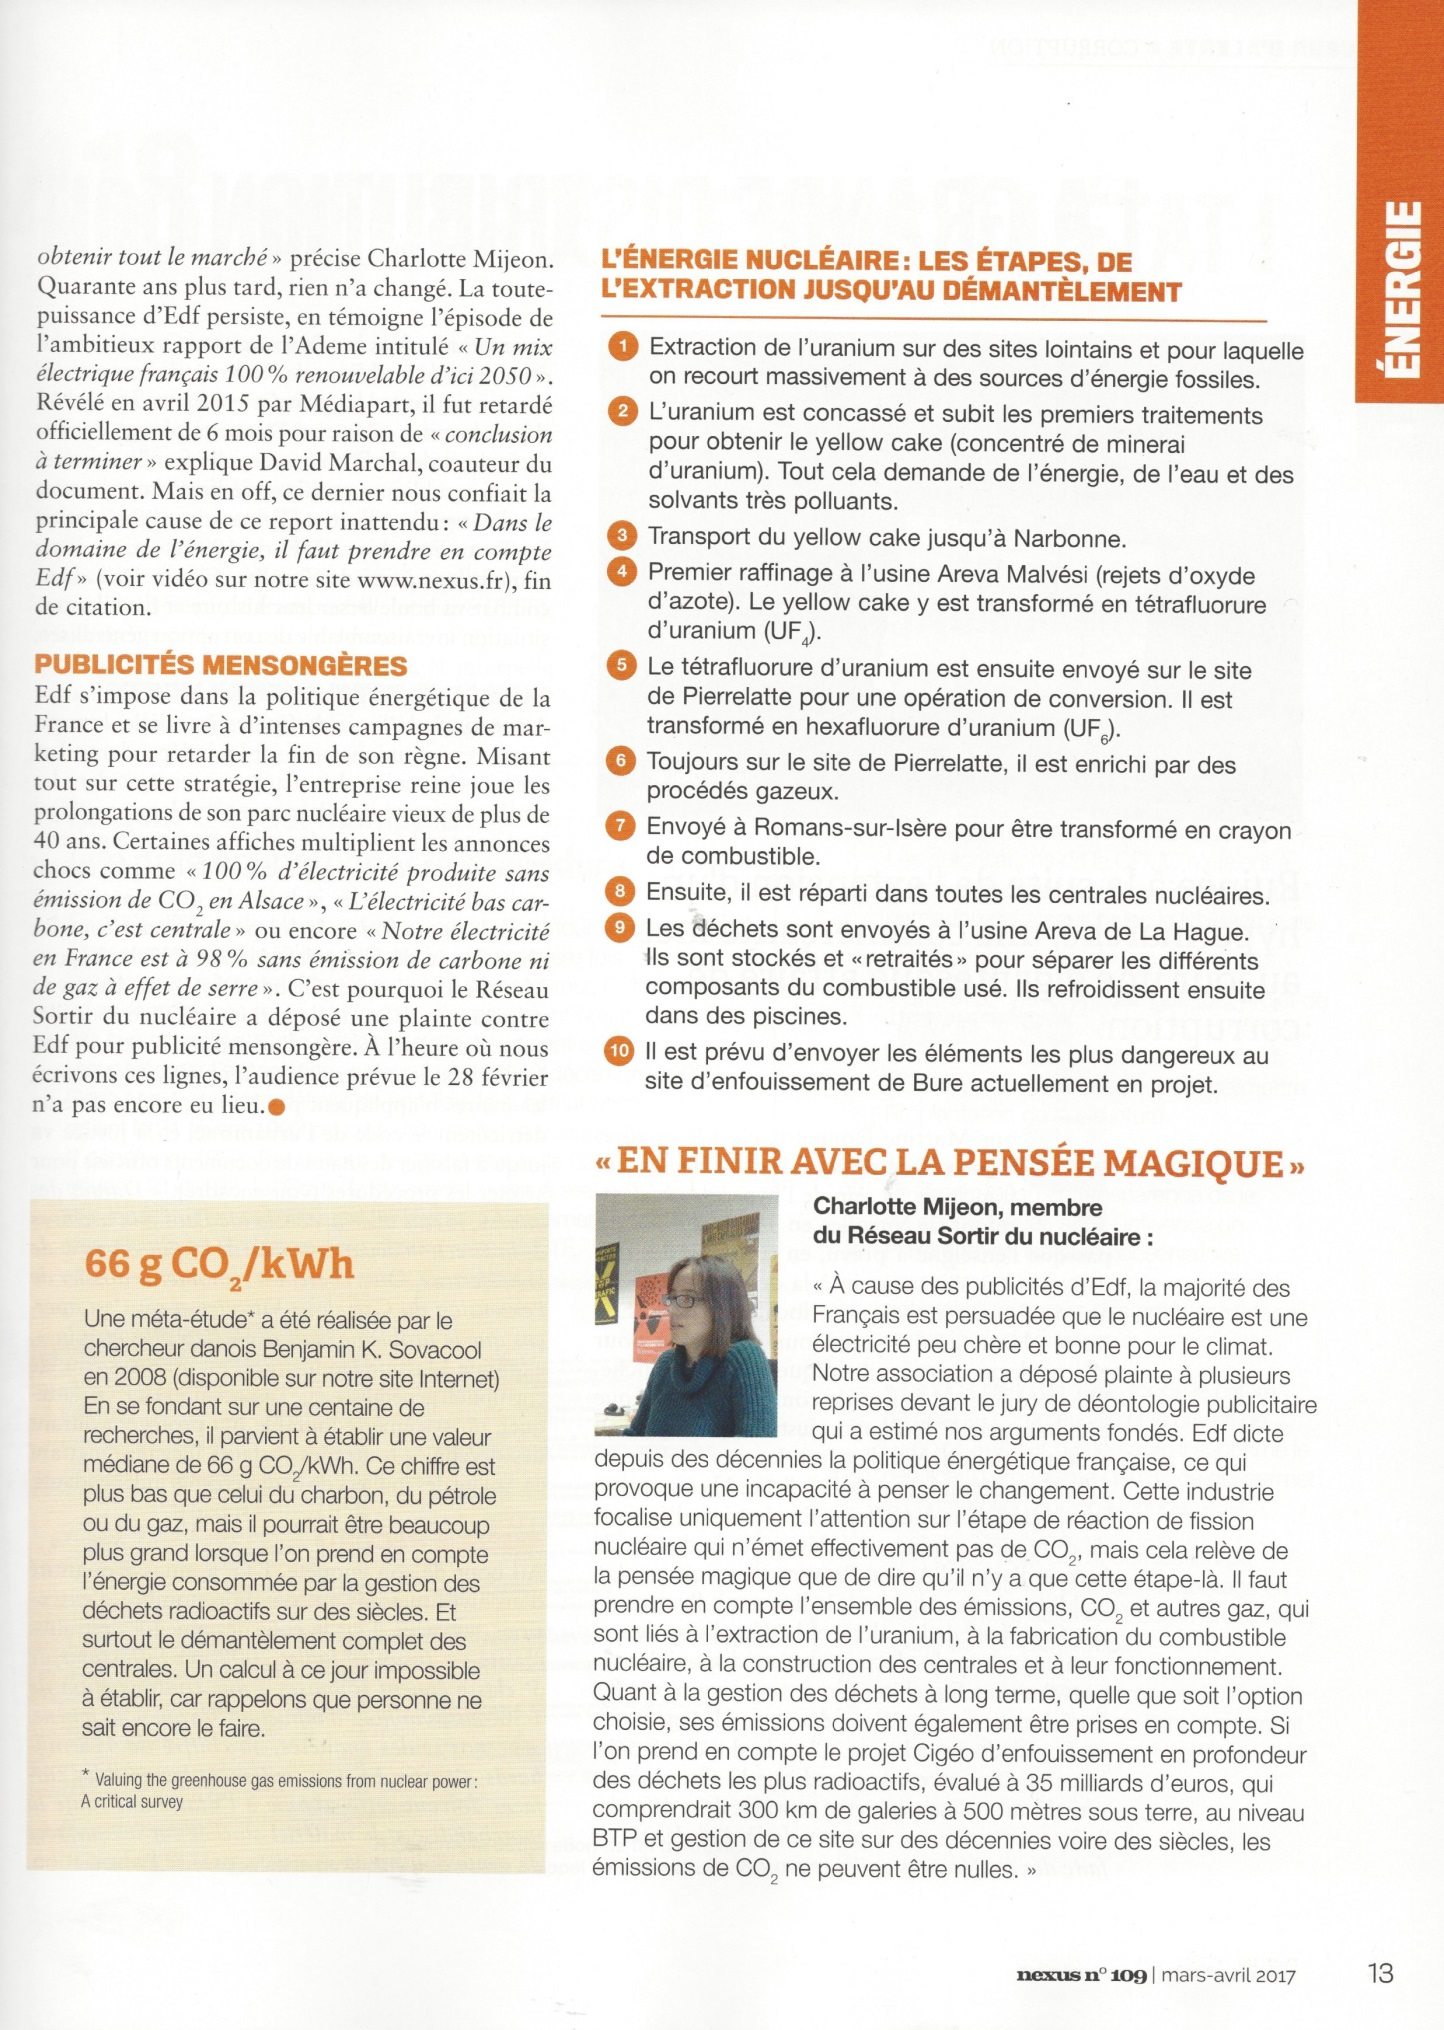 ÉNERGIE
obtenir tout le marché » précise Charlotte Mijeon.
Quarante ans plus tard, rien n’a changé. La toute-
puissance d’Edf persiste, en témoigne l’épisode de
l’ambitieux rapport de l’Ademe intitulé « Un mix
électrique français 100 % renouvelable d’ici 2050 ».
Révélé en avril 2015 par Médiapart, il fut retardé
officiellement de 6 mois pour raison de « conclusion
à terminer » explique David Marchal, coauteur du
document. Mais en off, ce dernier nous confiait la
principale cause de ce report inattendu : « Dans le
domaine de l’énergie, il faut prendre en compte
Edf » (voir vidéo sur notre site www.nexus.fr), fin
de citation.
PUBLICITÉS MENSONGÈRES
Edf s’impose dans la politique énergétique de la
France et se livre à d’intenses campagnes de mar-
keting pour retarder la fin de son règne. Misant
tout sur cette stratégie, l’entreprise reine joue les
prolongations de son parc nucléaire vieux de plus de
40 ans. Certaines affiches multiplient les annonces
chocs comme « 100 % d’électricité produite sans
émission de CO₂ en Alsace », « L’électricité bas car-
bone, c’est centrale » ou encore « Notre électricité
en France est à 98 % sans émission de carbone ni
de gaz à effet de serre ». C’est pourquoi le Réseau
Sortir du nucléaire a déposé une plainte contre
Edf pour publicité mensongère. À l’heure où nous
écrivons ces lignes, l’audience prévue le 28 février
n’a pas encore eu lieu.
66 g CO₂/kWh
Une méta-étude* a été réalisée par le
chercheur danois Benjamin K. Sovacool
en 2008 (disponible sur notre site Internet)
En se fondant sur une centaine de
recherches, il parvient à établir une valeur
médiane de 66 g CO₂/kWh. Ce chiffre est
plus bas que celui du charbon, du pétrole
ou du gaz, mais il pourrait être beaucoup
plus grand lorsque l’on prend en compte
l’énergie consommée par la gestion des
déchets radioactifs sur des siècles. Et
surtout le démantèlement complet des
centrales. Un calcul à ce jour impossible
à établir, car rappelons que personne ne
sait encore le faire.
* Valuing the greenhouse gas emissions from nuclear power :
A critical survey
L’ÉNERGIE NUCLÉAIRE : LES ÉTAPES, DE
L’EXTRACTION JUSQU’AU DÉMANTÈLEMENT
1 Extraction de l’uranium sur des sites lointains et pour laquelle
on recourt massivement à des sources d’énergie fossiles.
2 L’uranium est concassé et subit les premiers traitements
pour obtenir le yellow cake (concentré de minerai
d’uranium). Tout cela demande de l’énergie, de l’eau et des
solvants très polluants.
3 Transport du yellow cake jusqu’à Narbonne.
4 Premier raffinage à l’usine Areva Malvési (rejets d’oxyde
d’azote). Le yellow cake y est transformé en tétrafluorure
d’uranium (UF₄).
5 Le tétrafluorure d’uranium est ensuite envoyé sur le site
de Pierrelatte pour une opération de conversion. Il est
transformé en hexafluorure d’uranium (UF₆).
6 Toujours sur le site de Pierrelatte, il est enrichi par des
procédés gazeux.
7 Envoyé à Romans-sur-Isère pour être transformé en crayon
de combustible.
8 Ensuite, il est réparti dans toutes les centrales nucléaires.
9 Les déchets sont envoyés à l’usine Areva de La Hague.
Ils sont stockés et « retraités » pour séparer les différents
composants du combustible usé. Ils refroidissent ensuite
dans des piscines.
10 Il est prévu d’envoyer les éléments les plus dangereux au
site d’enfouissement de Bure actuellement en projet.
« EN FINIR AVEC LA PENSÉE MAGIQUE »
Charlotte Mijeon, membre
du Réseau Sortir du nucléaire :
« À cause des publicités d’Edf, la majorité des
Français est persuadée que le nucléaire est une
électricité peu chère et bonne pour le climat.
Notre association a déposé plainte à plusieurs
reprises devant le jury de déontologie publicitaire
qui a estimé nos arguments fondés. Edf dicte
depuis des décennies la politique énergétique française, ce qui
provoque une incapacité à penser le changement. Cette industrie
focalise uniquement l’attention sur l’étape de réaction de fission
nucléaire qui n’émet effectivement pas de CO₂, mais cela relève de
la pensée magique que de dire qu’il n’y a que cette étape-là. Il faut
prendre en compte l’ensemble des émissions, CO₂ et autres gaz, qui
sont liés à l’extraction de l’uranium, à la fabrication du combustible
nucléaire, à la construction des centrales et à leur fonctionnement.
Quant à la gestion des déchets à long terme, quelle que soit l’option
choisie, ses émissions doivent également être prises en compte. Si
l’on prend en compte le projet Cigéo d’enfouissement en profondeur
des déchets les plus radioactifs, évalué à 35 milliards d’euros, qui
comprendrait 300 km de galeries à 500 mètres sous terre, au niveau
BTP et gestion de ce site sur des décennies voire des siècles, les
émissions de CO₂ ne peuvent être nulles. »
nexus n° 109 | mars-avril 2017 13